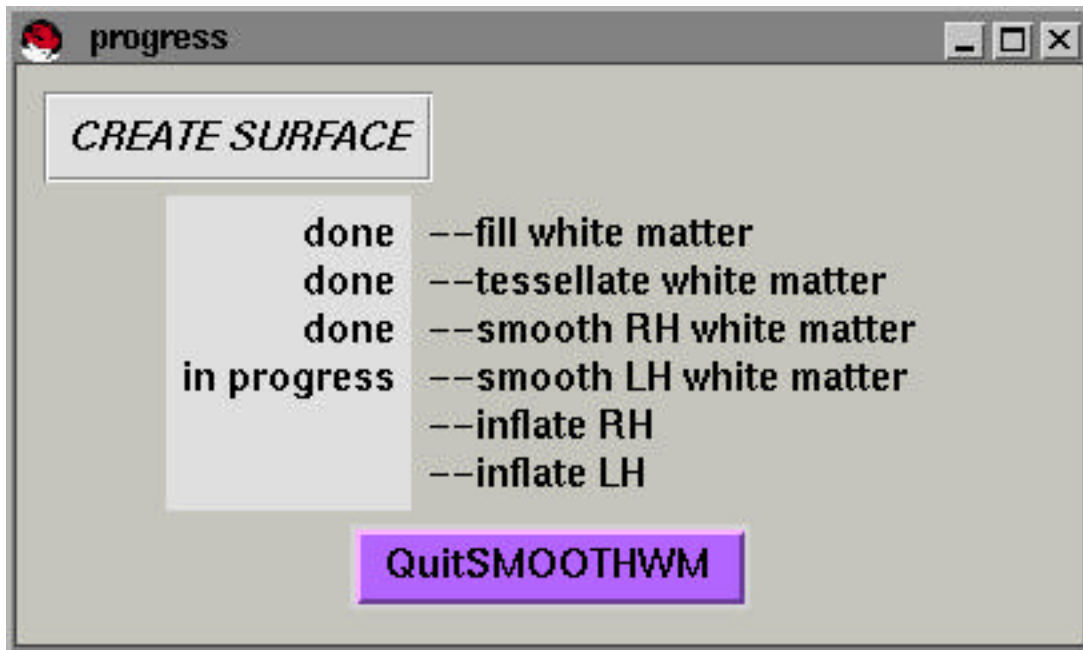 progress
CREATE SURFACE
done --fill white matter
done --tessellate white matter
done --smooth RH white matter
in progress --smooth LH white matter
--inflate RH
--inflate LH
QuitSMOOTHWM